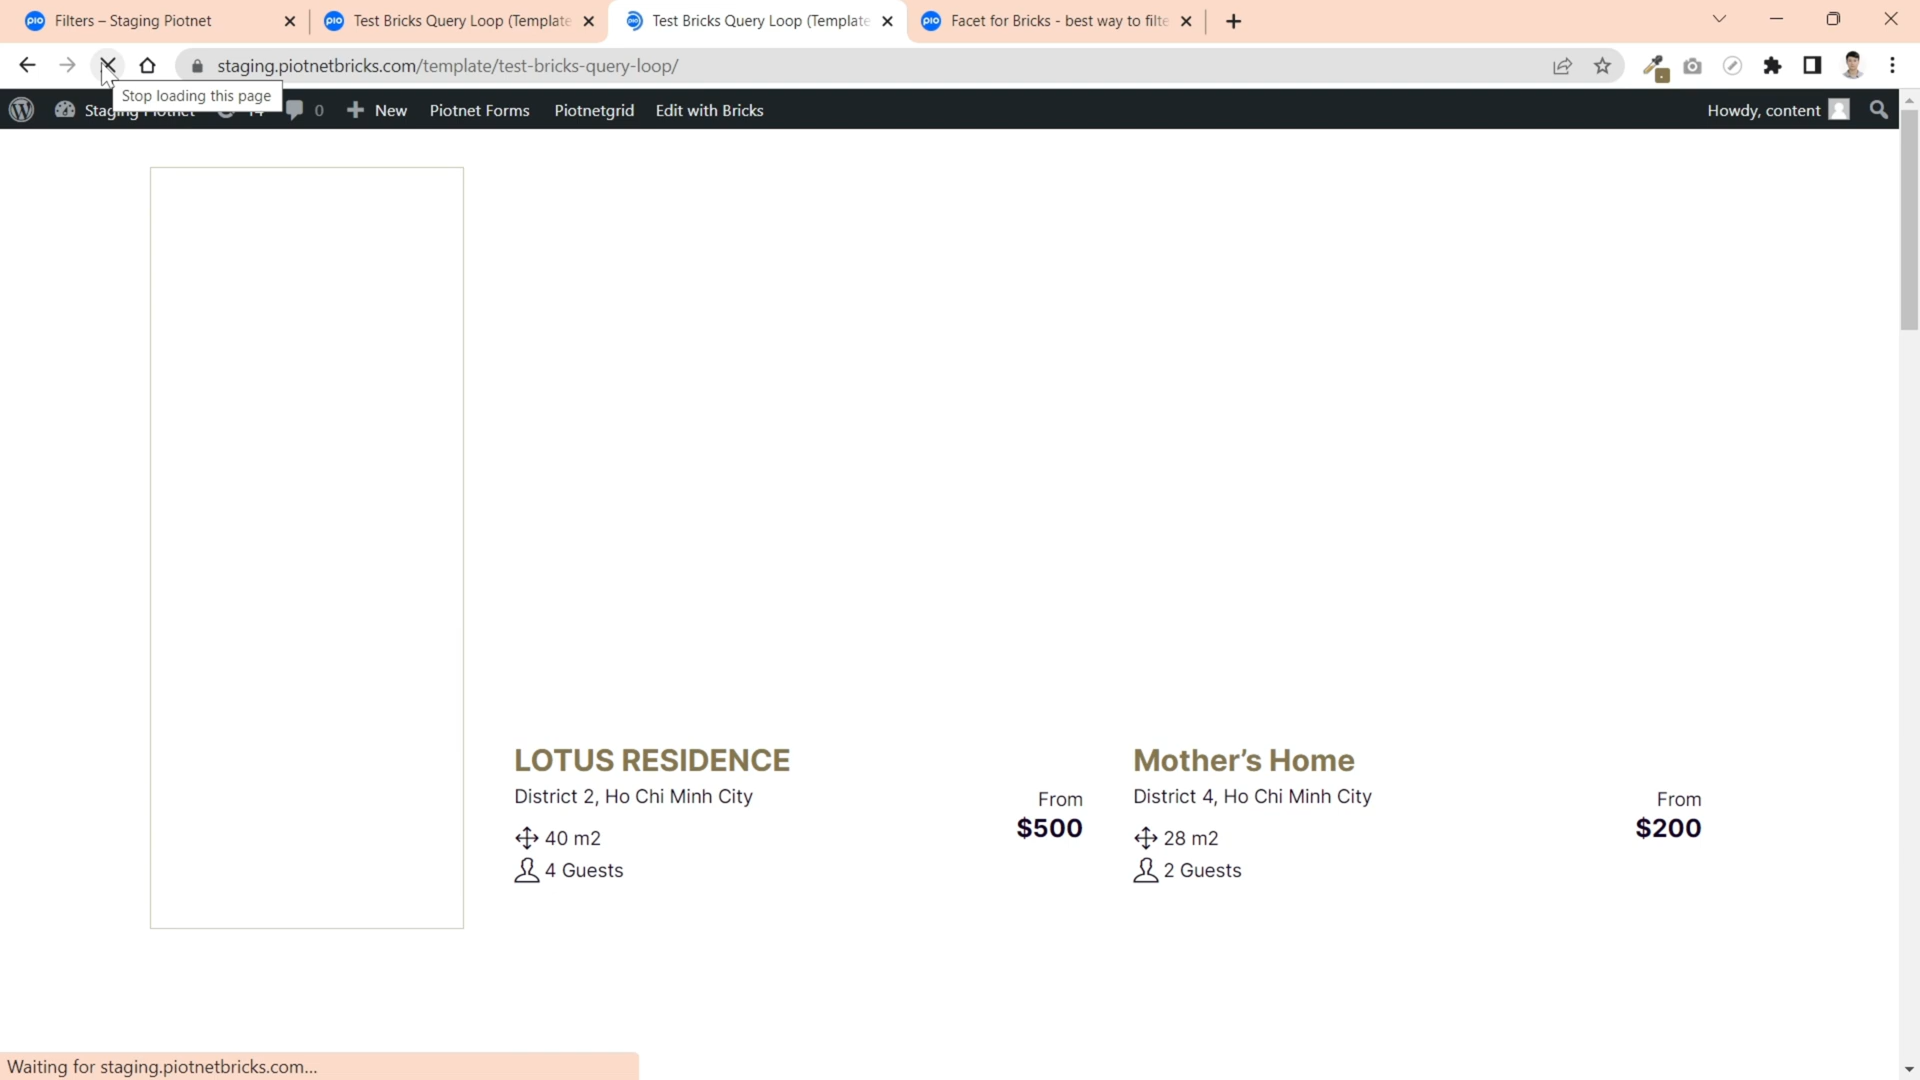 pio Filters – Staging Piotnet
pio Test Bricks Query Loop (Template
Test Bricks Query Loop (Template
pio Facet for Bricks - best way to filte
staging.piotnetbricks.com/template/test-bricks-query-loop/
Stop loading this page
0
New
Piotnet Forms
Piotnetgrid
Edit with Bricks
Howdy, content
LOTUS RESIDENCE
District 2, Ho Chi Minh City
40 m2
4 Guests
From
$500
Mother’s Home
District 4, Ho Chi Minh City
28 m2
2 Guests
From
$200
Waiting for staging.piotnetbricks.com...